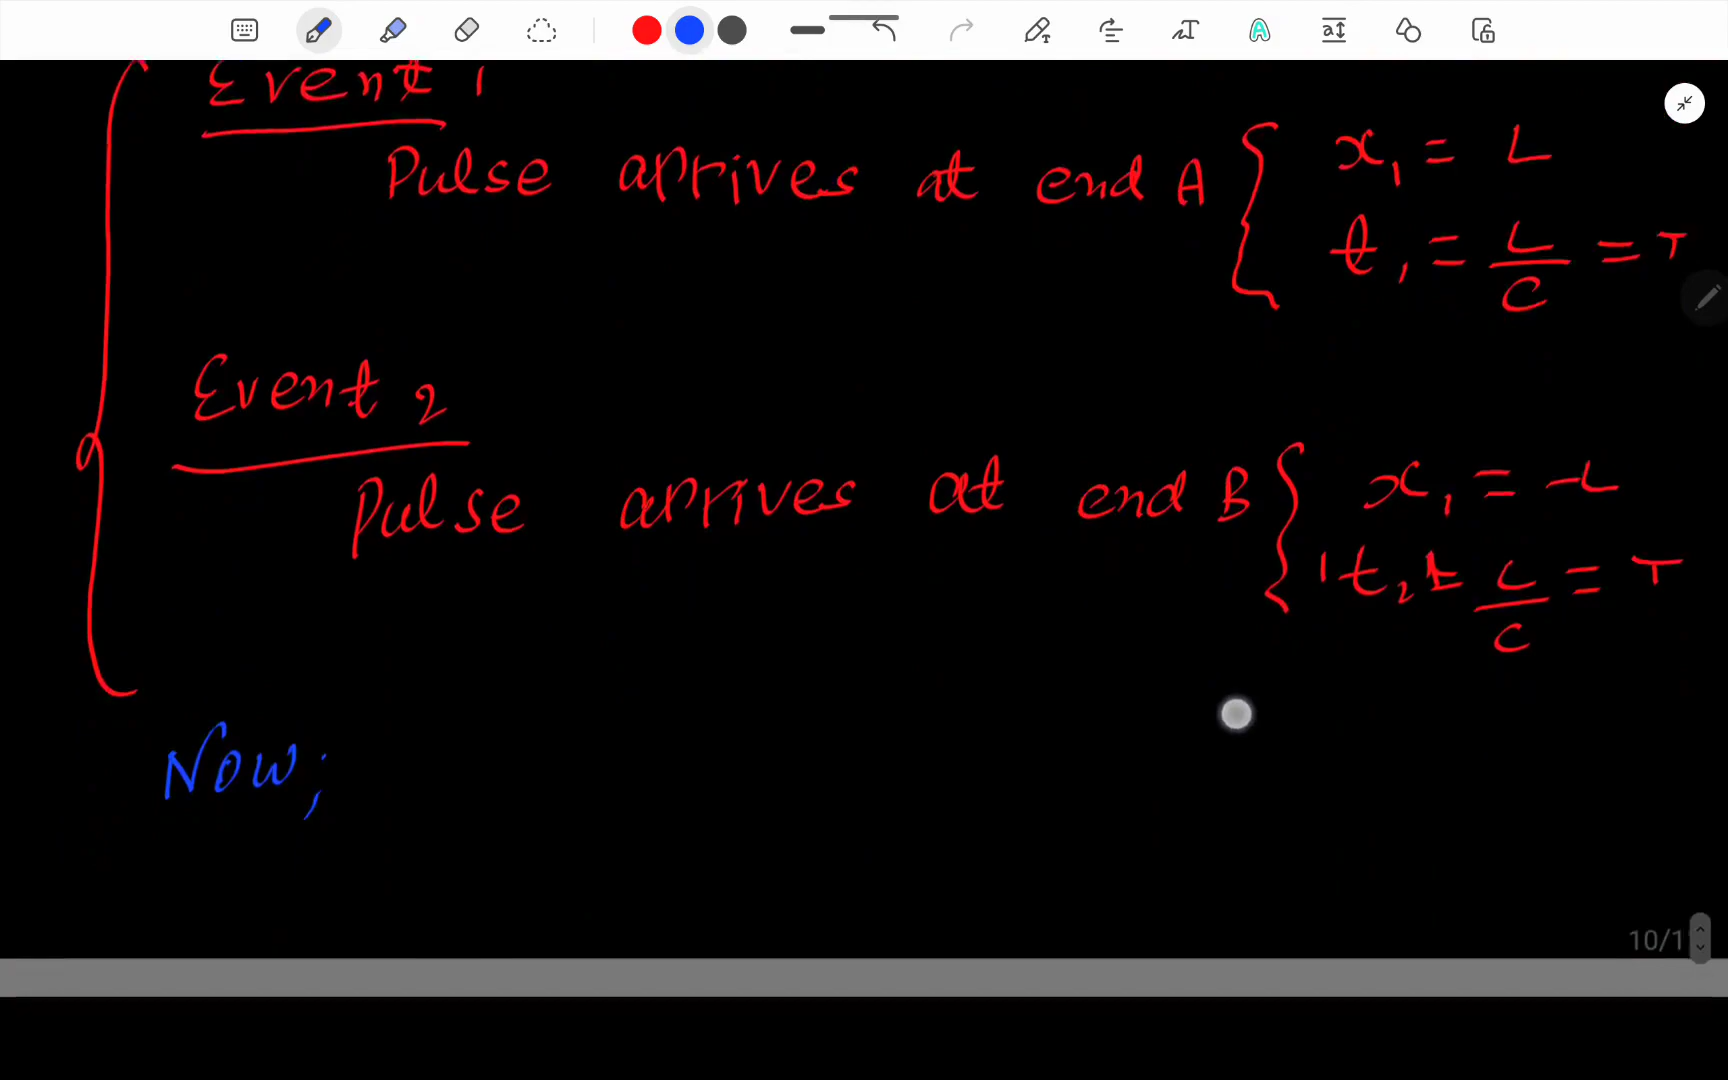 Event 1
Pulse arrives at end A { x₁ = L
t₁ = L/C = T
Event 2
Pulse arrives at end B { x₁ = -L
t₂ = L/C = T
Now;
10/1